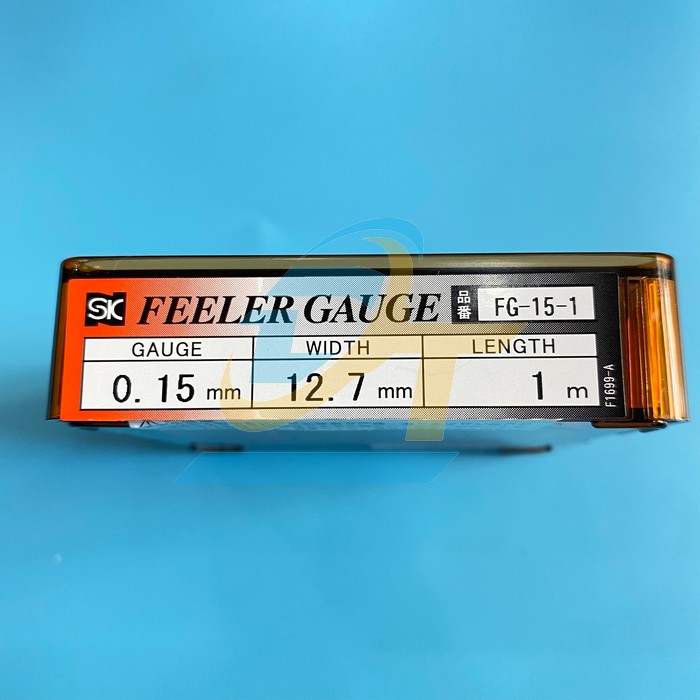 SK FEELER GAUGE 品番 FG-15-1
GAUGE WIDTH LENGTH
0.15 mm 12.7 mm 1 m
F1699-A